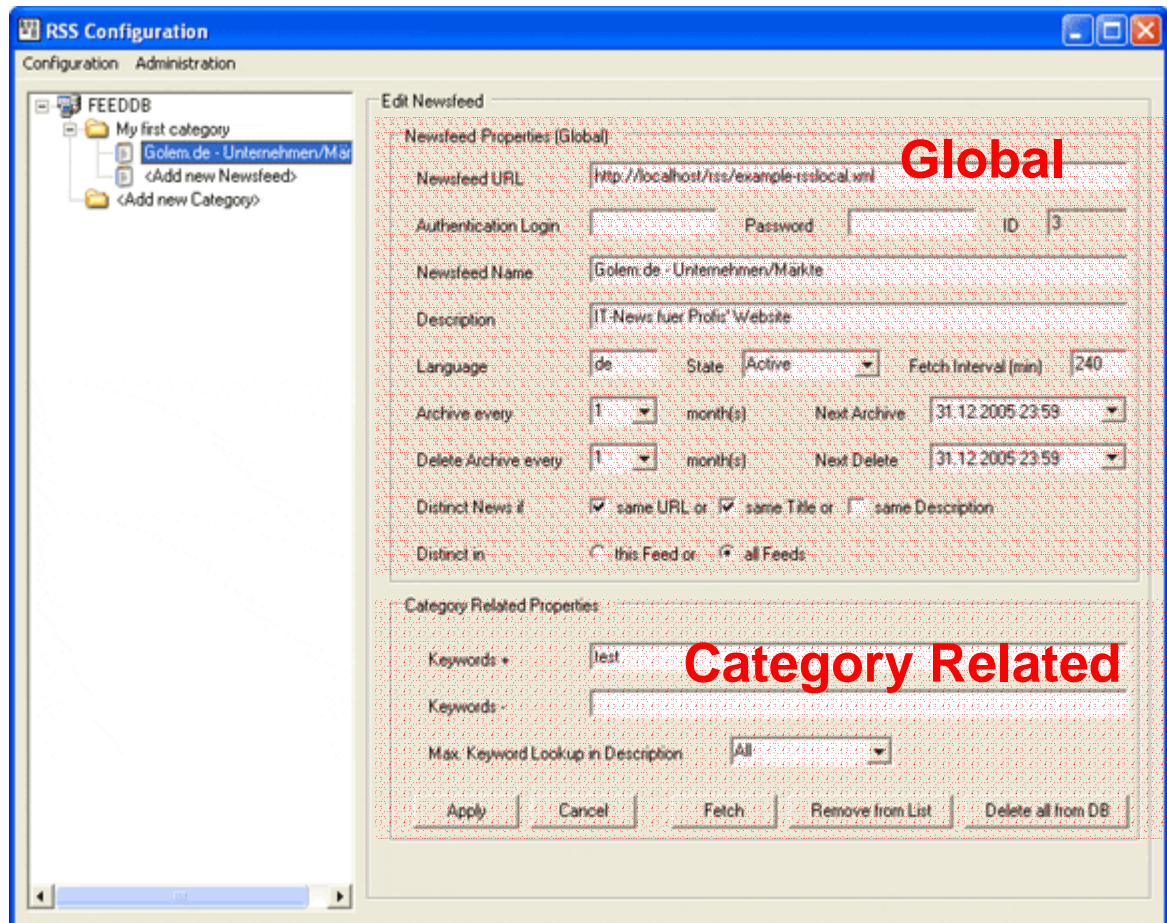 RSS Configuration
Configuration Administration
FEEDDB
My first category
Golem.de - Unternehmen/Mär
<Add new Newsfeed>
<Add new Category>
Edit Newsfeed
Newsfeed Properties (Global)
Global
Newsfeed URL http://localhost/rss/example-rsslocal.xml
Authentication Login Password ID 3
Newsfeed Name Golem.de - Unternehmen/Märkte
Description IT-News fuer Profis' Website
Language de State Active Fetch Interval (min) 240
Archive every 1 month(s) Next Archive 31.12.2005 23:59
Delete Archive every 1 month(s) Next Delete 31.12.2005 23:59
Distinct News if same URL or same Title or same Description
Distinct in this Feed or all Feeds
Category Related Properties
Keywords + test
Category Related
Keywords -
Max. Keyword Lookup in Description All
Apply Cancel Fetch Remove from List Delete all from DB